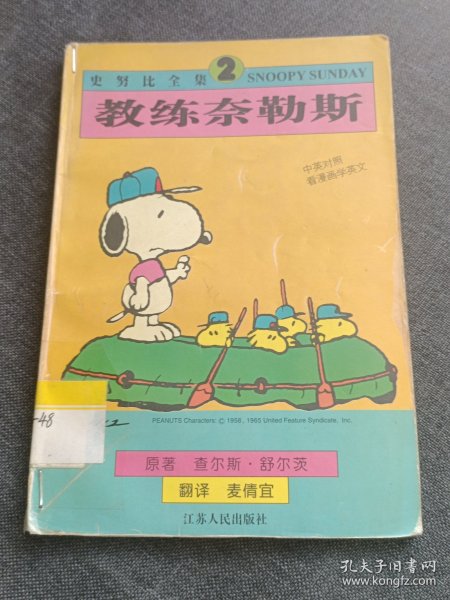 史努比全集 2 SNOOPY SUNDAY
教练奈勒斯
中英对照
看漫画学英文
PEANUTS Characters: © 1958, 1965 United Feature Syndicate, Inc.
-48
原著 查尔斯·舒尔茨
翻译 麦倩宜
江苏人民出版社
孔夫子旧书网
www.kongfz.com